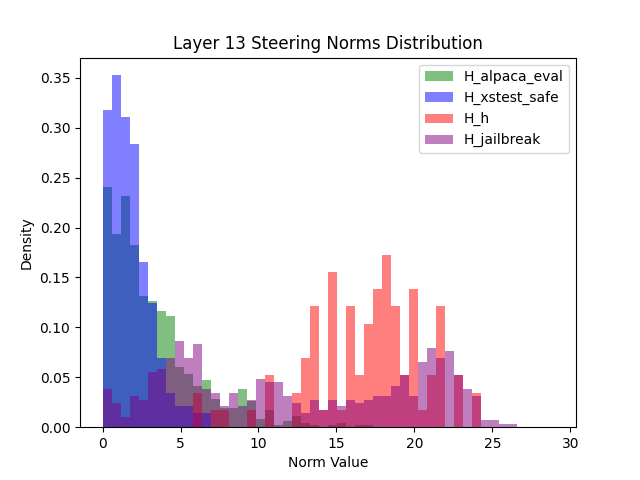 Layer 13 Steering Norms Distribution
H_alpaca_eval
H_xstest_safe
H_h
H_jailbreak
Density
0.35
0.30
0.25
0.20
0.15
0.10
0.05
0.00
0 5 10 15 20 25 30
Norm Value